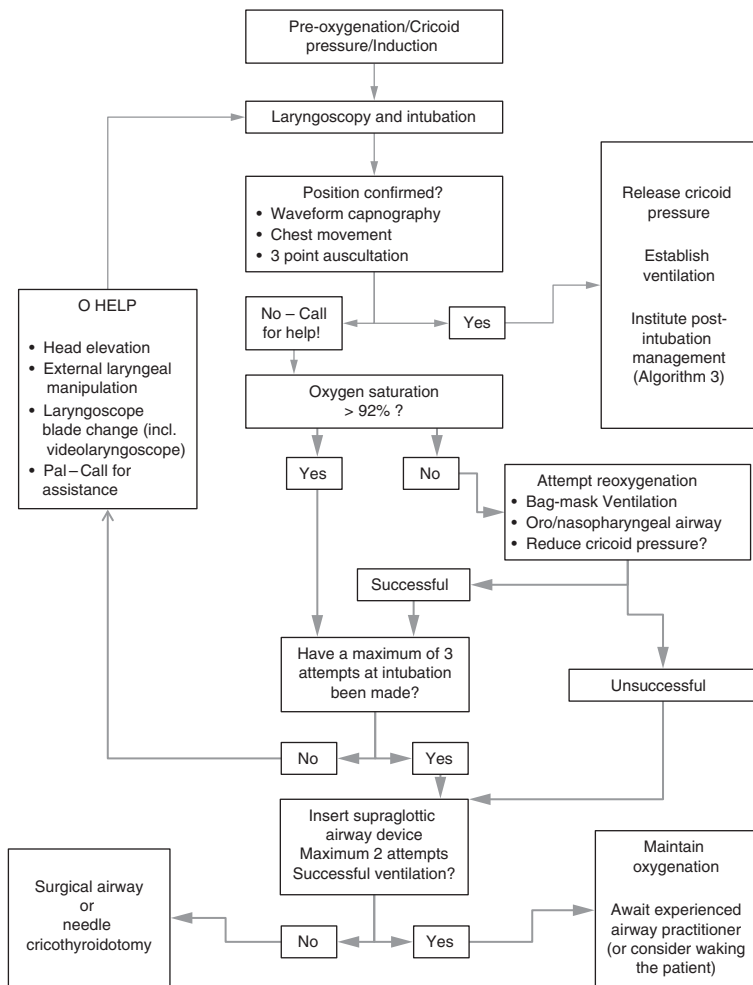 Pre-oxygenation/Cricoid
pressure/Induction
Laryngoscopy and intubation
Position confirmed?
• Waveform capnography
• Chest movement
• 3 point auscultation
Release cricoid
pressure
Establish
ventilation
Institute post-
intubation
management
(Algorithm 3)
O HELP
• Head elevation
• External laryngeal
manipulation
• Laryngoscope
blade change (incl.
videolaryngoscope)
• Pal – Call for
assistance
No – Call
for help!
Yes
Oxygen saturation
> 92% ?
Yes
No
Attempt reoxygenation
• Bag-mask Ventilation
• Oro/nasopharyngeal airway
• Reduce cricoid pressure?
Successful
Have a maximum of 3
attempts at intubation
been made?
Unsuccessful
No
Yes
Insert supraglottic
airway device
Maximum 2 attempts
Successful ventilation?
Surgical airway
or
needle
cricothyroidotomy
No
Yes
Maintain
oxygenation
Await experienced
airway practitioner
(or consider waking
the patient)